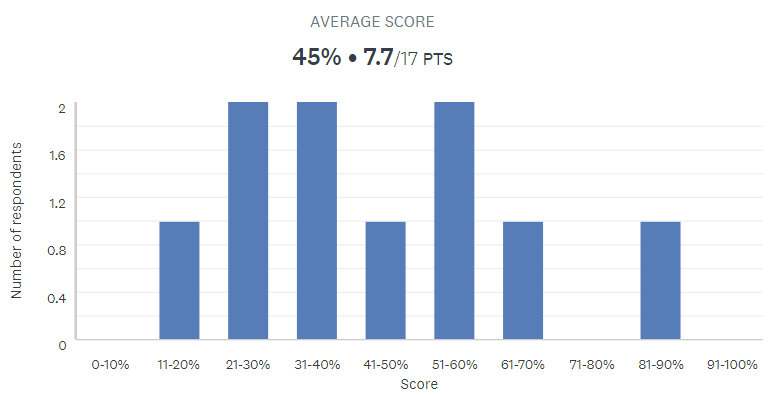 AVERAGE SCORE
45% • 7.7/17 PTS
Number of respondents
2
1.6
1.2
0.8
0.4
0
0-10% 11-20% 21-30% 31-40% 41-50% 51-60% 61-70% 71-80% 81-90% 91-100%
Score